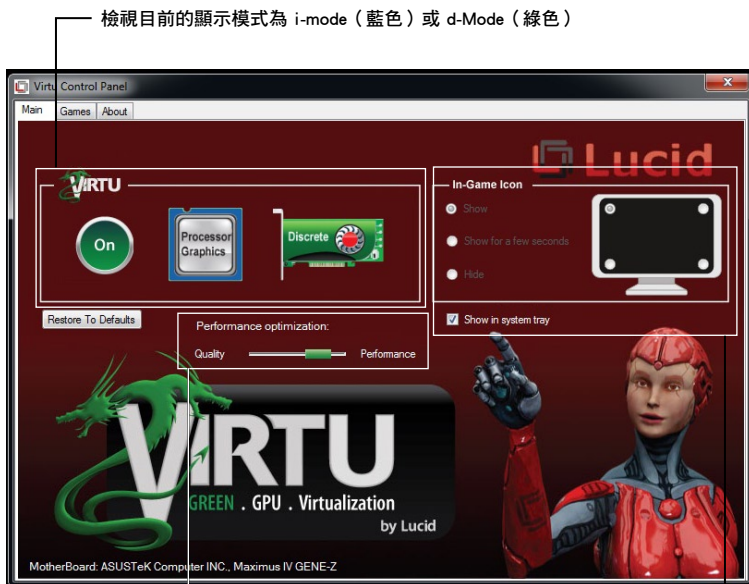 檢視目前的顯示模式為 i-mode（藍色）或 d-Mode（綠色）
Virtu Control Panel
Main Games About
Lucid
VIRTU
On
Processor Graphics
Discrete
In-Game Icon
Show
Show for a few seconds
Hide
Restore To Defaults
Show in system tray
Performance optimization:
Quality Performance
VIRTU
GREEN . GPU . Virtualization
by Lucid
MotherBoard: ASUSTeK Computer INC., Maximus IV GENE-Z